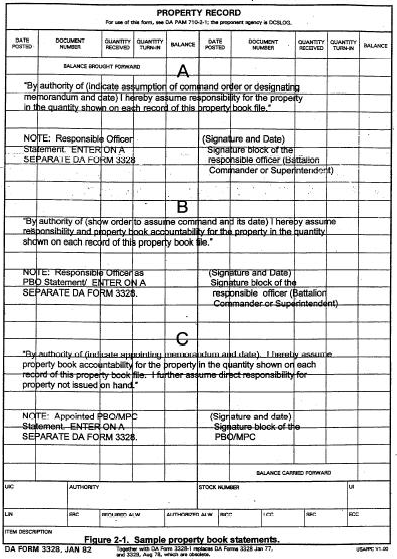 PROPERTY RECORD
For use of this form, see DA PAM 710-2-1; the proponent agency is DCSLOG.
DATE POSTED DOCUMENT NUMBER QUANTITY RECEIVED QUANTITY TURN-IN BALANCE DATE POSTED DOCUMENT NUMBER QUANTITY RECEIVED QUANTITY TURN-IN BALANCE
BALANCE BROUGHT FORWARD
A
"By authority of (indicate assumption of command order or designating
memorandum and date) I hereby assume responsibility for the property
in the quantity shown on each record of this property book file."
NOTE: Responsible Officer (Signature and Date)
Statement. ENTER ON A Signature block of the
SEPARATE DA FORM 3328 responsible officer (Battalion
Commander or Superintendent)
B
"By authority of (show order to assume command and its date) I hereby assume
responsibility and property book accountability for the property in the quantity
shown on each record of this property book file."
NOTE: Responsible Officer as (Signature and Date)
PBO Statement/ ENTER ON A Signature block of the
SEPARATE DA FORM 3328. responsible officer (Battalion
Commander or Superintendent)
C
"By authority of (indicate appointing memorandum and date). I hereby assume
property book accountability for the property in the quantity shown on each
record of this property book file. I further assume direct responsibility for
property not issued on hand."
NOTE: Appointed PBO/MPC (Signature and date)
Statement. ENTER ON A Signature block of the
SEPARATE DA FORM 3328. PBO/MPC
BALANCE CARRIED FORWARD
UIC AUTHORITY STOCK NUMBER UI
LIN SRC REQUIRED ALW AUTHORIZED ALW RICC LCC SEC ECC
ITEM DESCRIPTION
Figure 2-1. Sample property book statements.
DA FORM 3328, JAN 82 Together with DA Form 3328-1 replaces DA Forms 3328 Jan 77,
and 3328, Aug 78, which are obsolete.